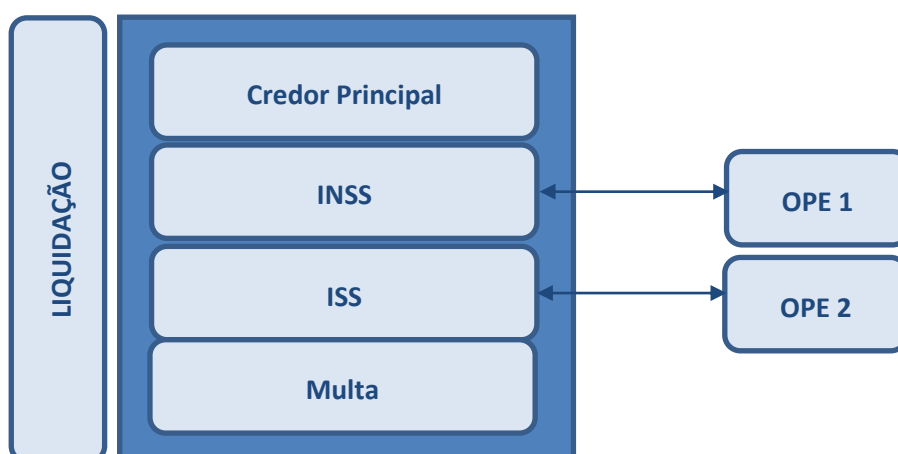 LIQUIDAÇÃO
Credor Principal
INSS
OPE 1
ISS
OPE 2
Multa